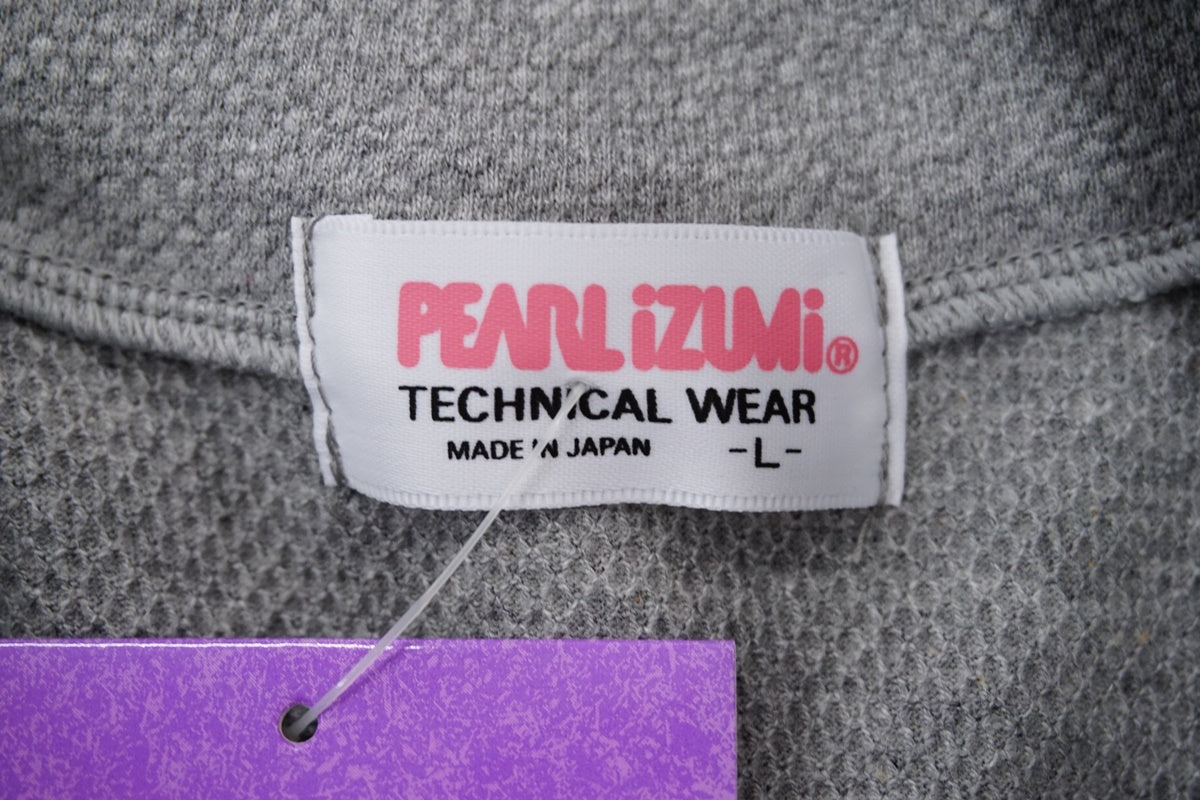 PEARL iZUMi®
TECHNICAL WEAR
MADE IN JAPAN -L-